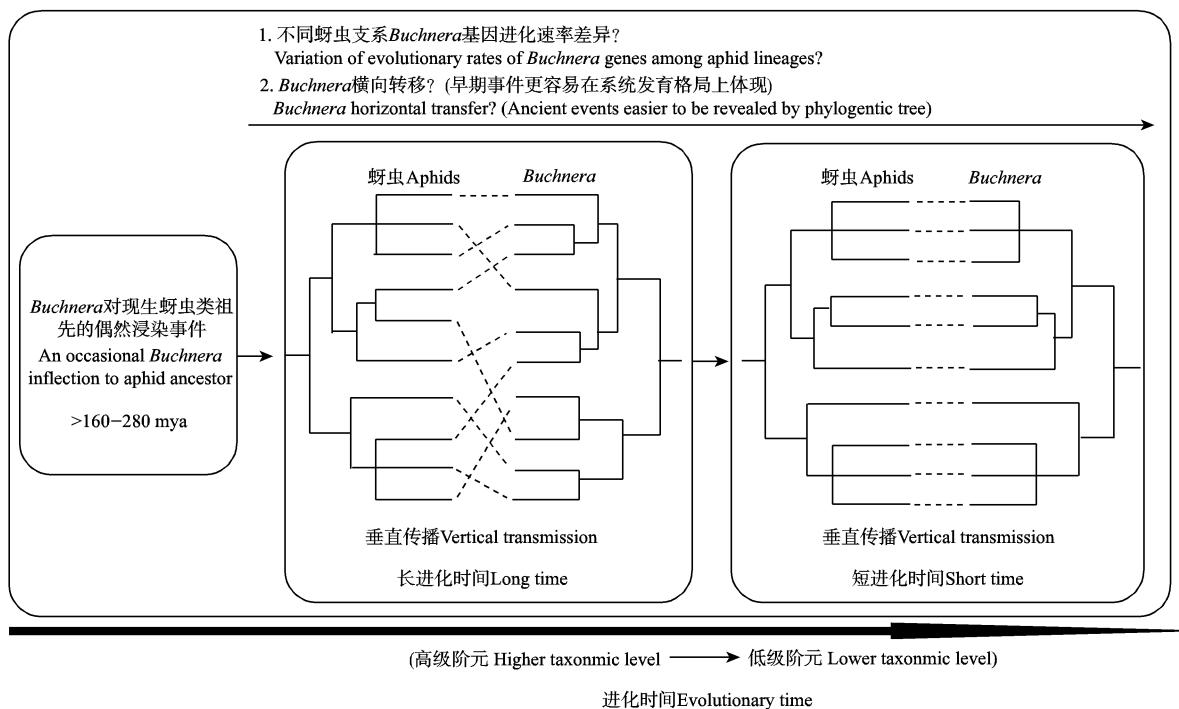 1. 不同蚜虫支系Buchnera基因进化速率差异?
Variation of evolutionary rates of Buchnera genes among aphid lineages?
2. Buchnera横向转移? (早期事件更容易在系统发育格局上体现)
Buchnera horizontal transfer? (Ancient events easier to be revealed by phylogentic tree)
Buchnera对现生蚜虫类祖
先的偶然浸染事件
An occasional Buchnera
inflection to aphid ancestor
>160−280 mya
蚜虫Aphids
Buchnera
垂直传播Vertical transmission
长进化时间Long time
蚜虫Aphids
Buchnera
垂直传播Vertical transmission
短进化时间Short time
(高级阶元 Higher taxonmic level
低级阶元 Lower taxonmic level)
进化时间Evolutionary time